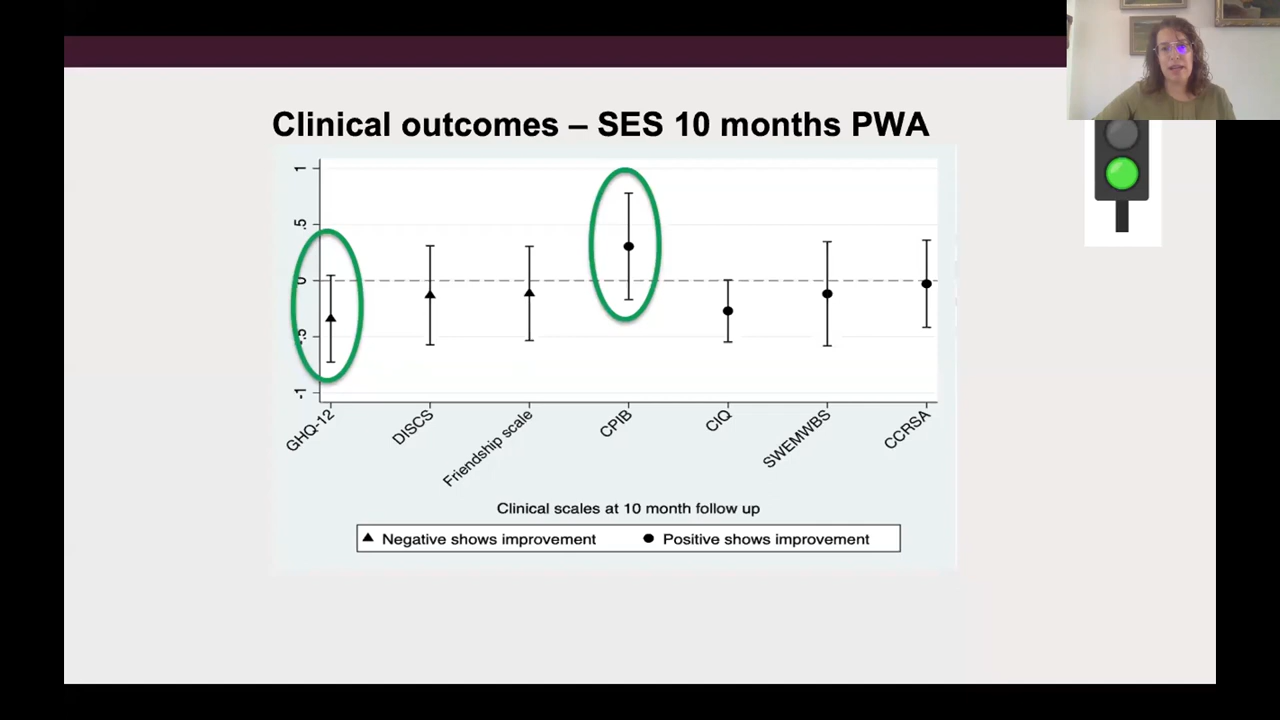 Clinical outcomes – SES 10 months PWA
1
.5
0
.5
-1
GHQ-12
DISCS
Friendship scale
CPIB
CIQ
SWEMWBS
CCRSA
Clinical scales at 10 month follow up
Negative shows improvement
Positive shows improvement